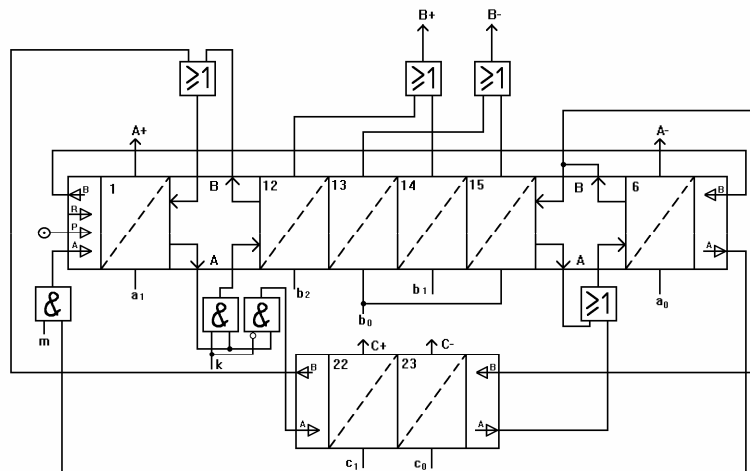 B+ B-
≥1 ≥1 ≥1
A+ A-
B 1 B 12 13 14 15 B 6 B
R
P
A A A A
& a₁ & & b₂ b₁ ≥1 a₀
b₀
m k
C+ C-
B 22 23 B
A A
c₁ c₀